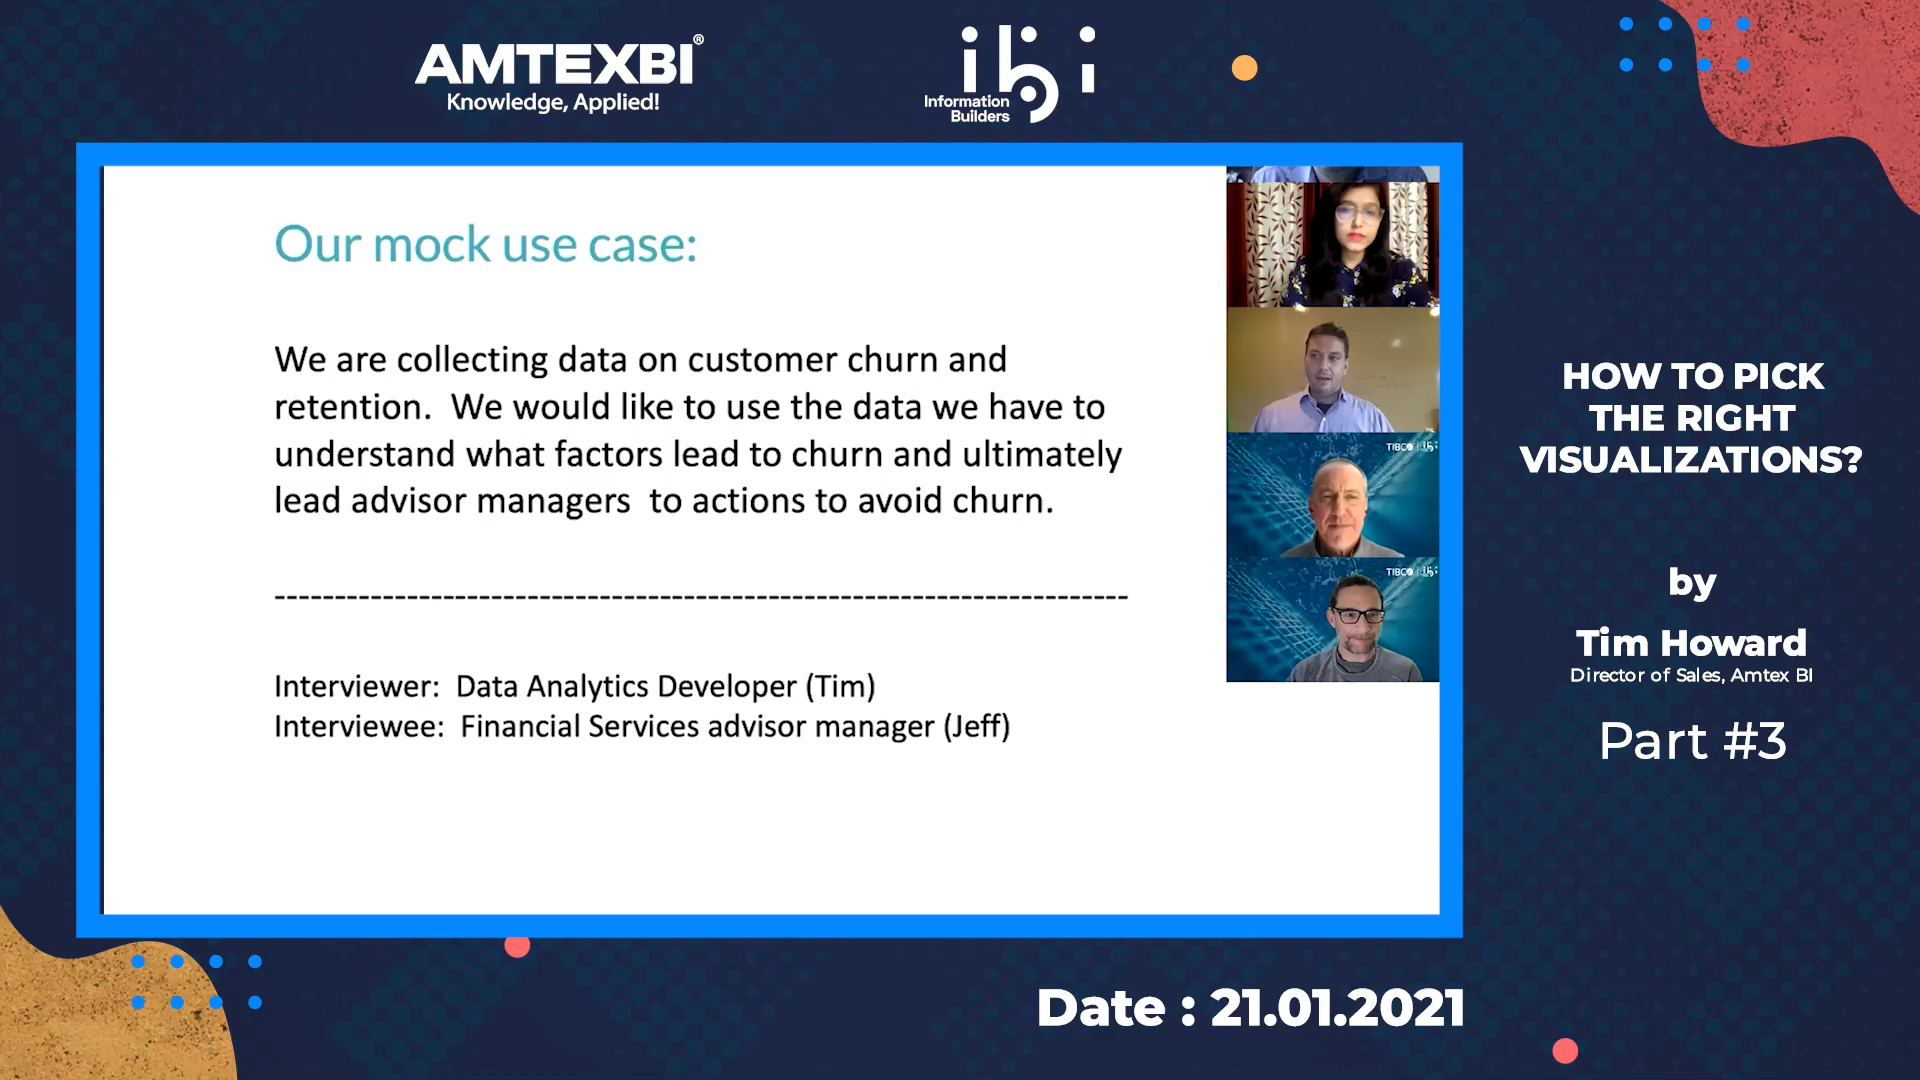 AMTEXBI®
Knowledge, Applied!
ibi
Information
Builders
Our mock use case:
We are collecting data on customer churn and
retention.  We would like to use the data we have to
understand what factors lead to churn and ultimately
lead advisor managers  to actions to avoid churn.
-----------------------------------------------------------------------
Interviewer:  Data Analytics Developer (Tim)
Interviewee:  Financial Services advisor manager (Jeff)
TIBCO
TIBCO
HOW TO PICK
THE RIGHT
VISUALIZATIONS?
by
Tim Howard
Director of Sales, Amtex BI
Part #3
Date : 21.01.2021